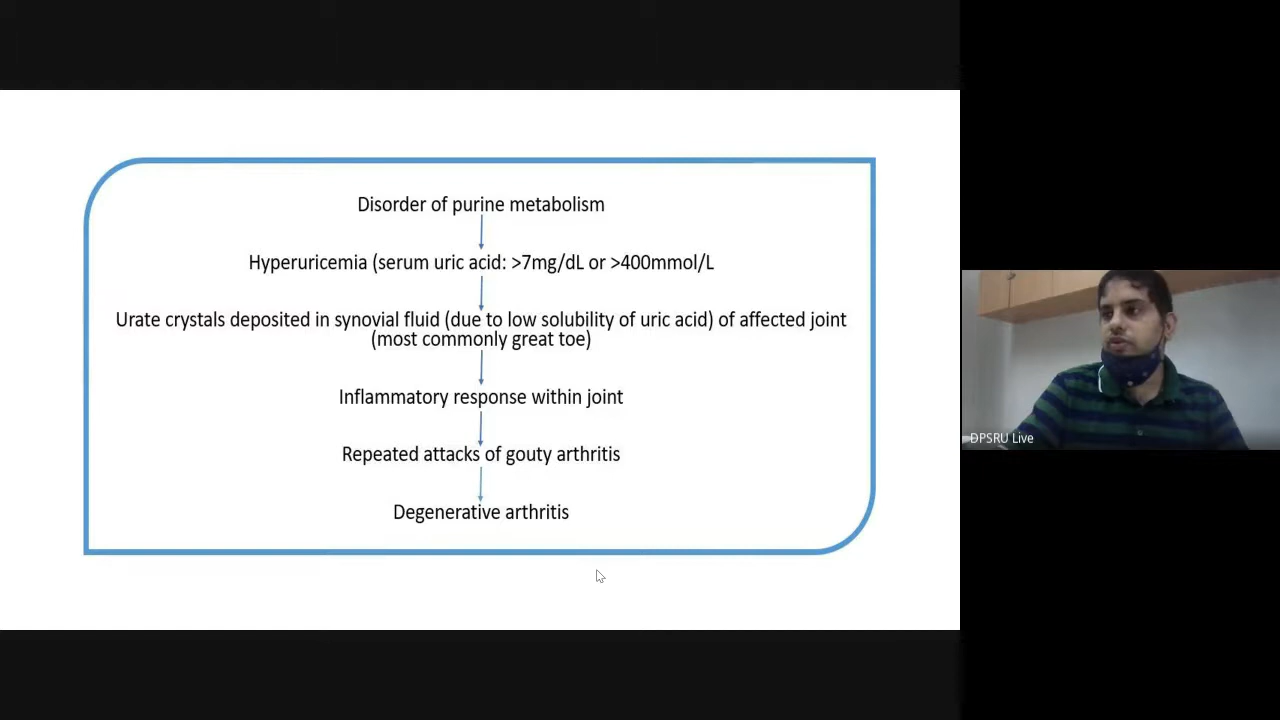 Disorder of purine metabolism
Hyperuricemia (serum uric acid: >7mg/dL or >400mmol/L
Urate crystals deposited in synovial fluid (due to low solubility of uric acid) of affected joint
(most commonly great toe)
Inflammatory response within joint
Repeated attacks of gouty arthritis
Degenerative arthritis
DPSRU Live